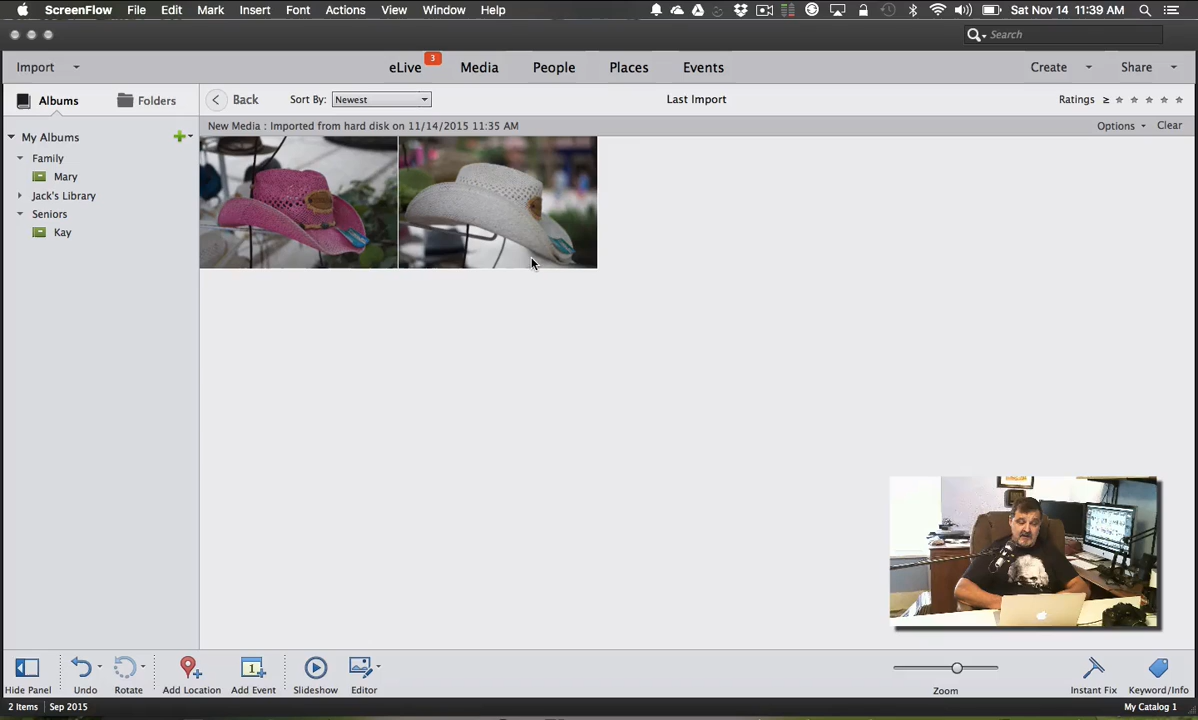 ScreenFlow File Edit Mark Insert Font Actions View Window Help Sat Nov 14 11:39 AM
Search
Import eLive 3 Media People Places Events Create Share
Albums Folders Back Sort By: Newest Last Import Ratings ≥
New Media : Imported from hard disk on 11/14/2015 11:35 AM Options Clear
My Albums
Family
Mary
Jack's Library
Seniors
Kay
1
Hide Panel Undo Rotate Add Location Add Event Slideshow Editor Zoom Instant Fix Keyword/Info
2 Items Sep 2015 My Catalog 1